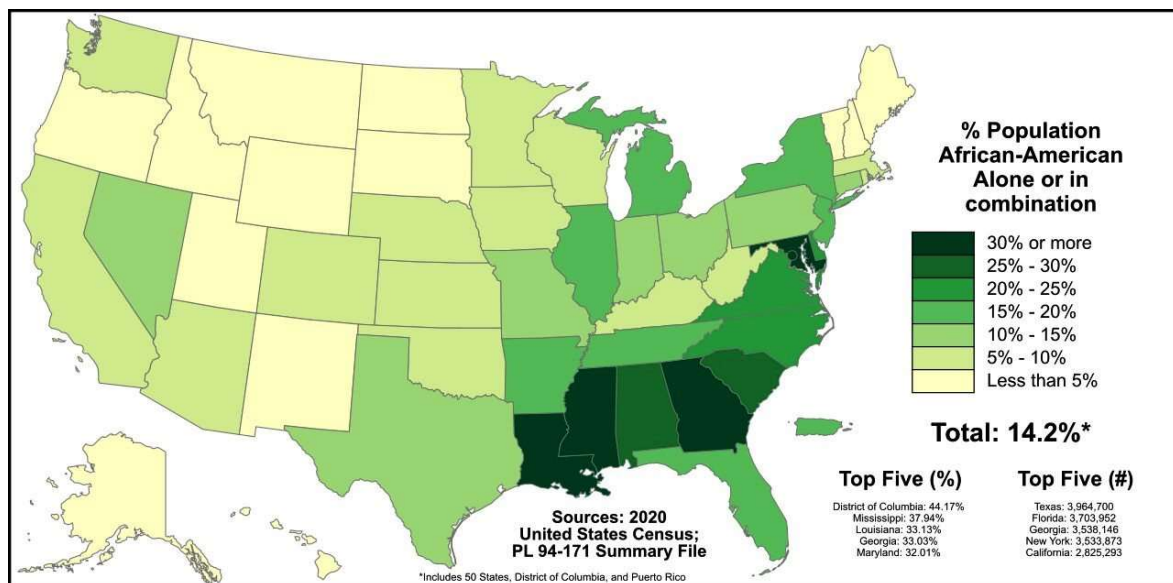 % Population
African-American
Alone or in
combination
30% or more
25% - 30%
20% - 25%
15% - 20%
10% - 15%
5% - 10%
Less than 5%
Total: 14.2%*
Top Five (%)
District of Columbia: 44.17%
Mississippi: 37.94%
Louisiana: 33.13%
Georgia: 33.03%
Maryland: 32.01%
Top Five (#)
Texas: 3,964,700
Florida: 3,703,952
Georgia: 3,538,146
New York: 3,533,873
California: 2,825,293
Sources: 2020
United States Census;
PL 94-171 Summary File
*Includes 50 States, District of Columbia, and Puerto Rico